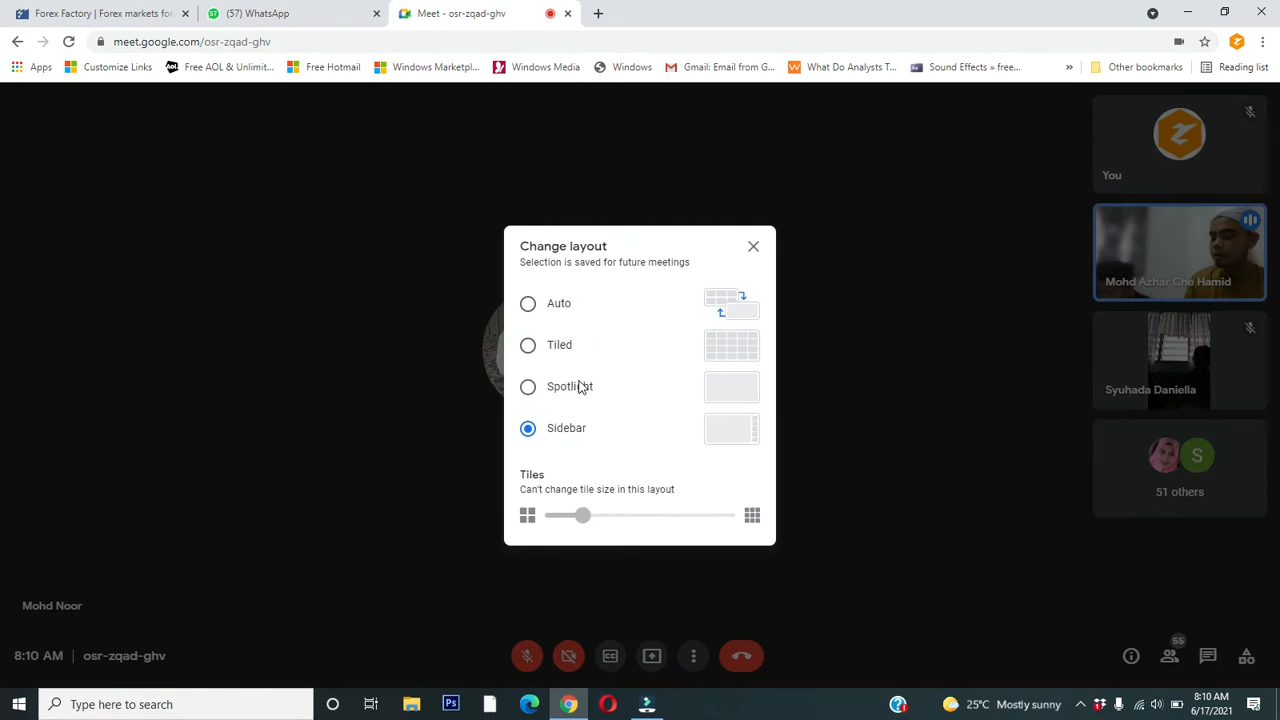 Forex Factory | Forex markets for
(57) WhatsApp
Meet - osr-zqad-ghv
meet.google.com/osr-zqad-ghv
Apps
Customize Links
Free AOL & Unlimit...
Free Hotmail
Windows Marketpl...
Windows Media
Windows
Gmail: Email from G...
What Do Analysts T...
Sound Effects » free...
»
Other bookmarks
Reading list
You
Change layout
Selection is saved for future meetings
Auto
Tiled
Spotlight
Sidebar
Tiles
Can't change tile size in this layout
Mohd Azhar Che Hamid
Syuhada Daniella
S
51 others
Mohd Noor
8:10 AM
osr-zqad-ghv
55
Type here to search
25°C Mostly sunny
8:10 AM
6/17/2021